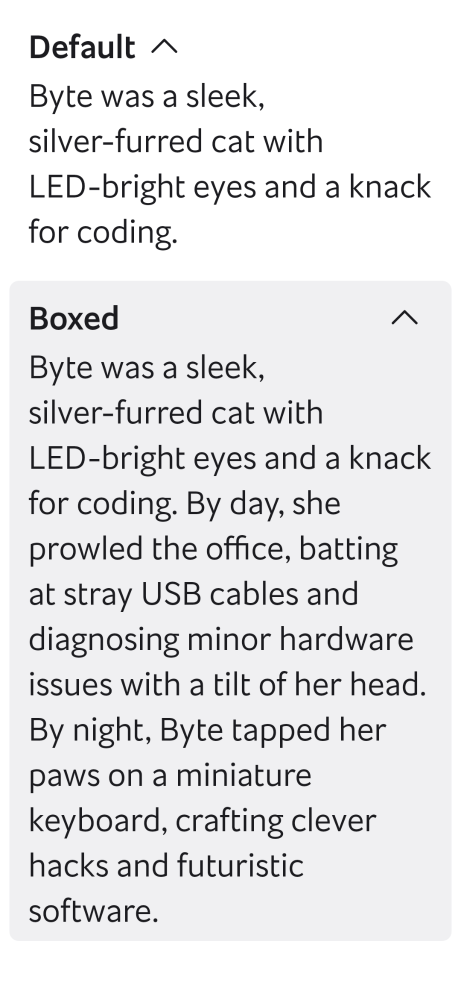 Default
Byte was a sleek,
silver-furred cat with
LED-bright eyes and a knack
for coding.
Boxed
Byte was a sleek,
silver-furred cat with
LED-bright eyes and a knack
for coding. By day, she
prowled the office, batting
at stray USB cables and
diagnosing minor hardware
issues with a tilt of her head.
By night, Byte tapped her
paws on a miniature
keyboard, crafting clever
hacks and futuristic
software.